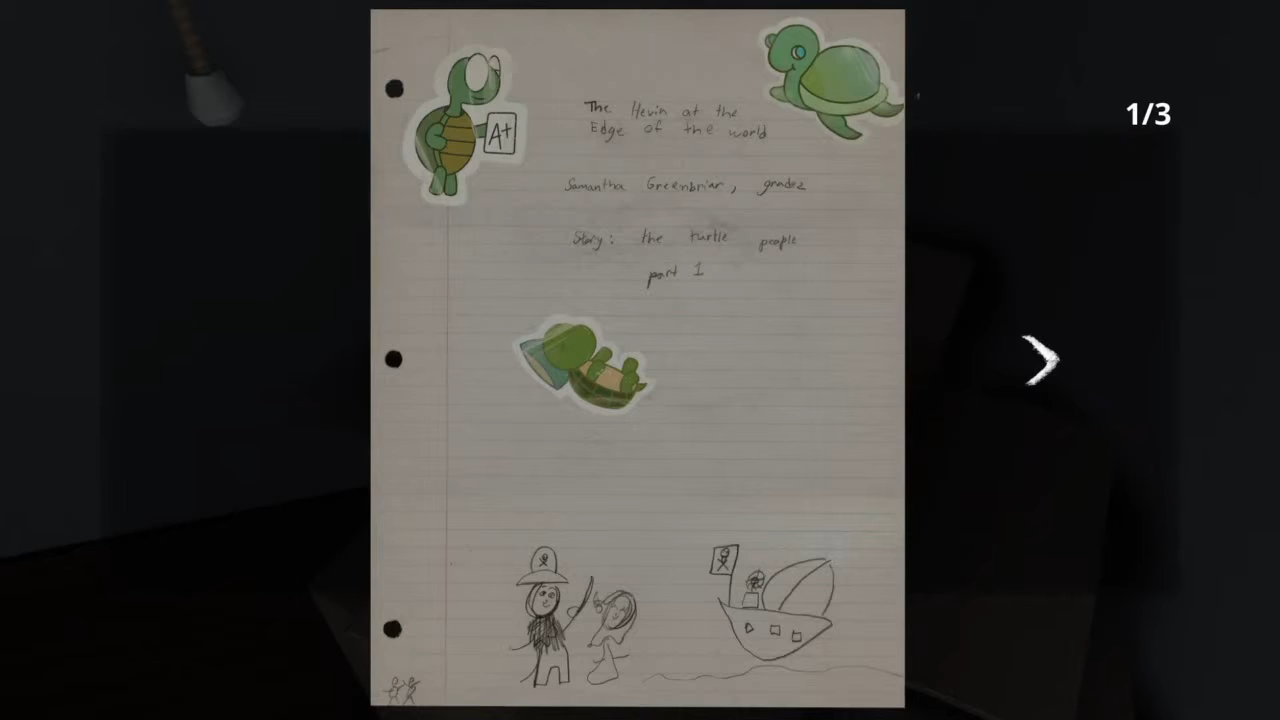 1/3
A+
The Hevin at the
Edge of the world
Samantha Greenbriar, grade2
Story: the turtle people
part 1